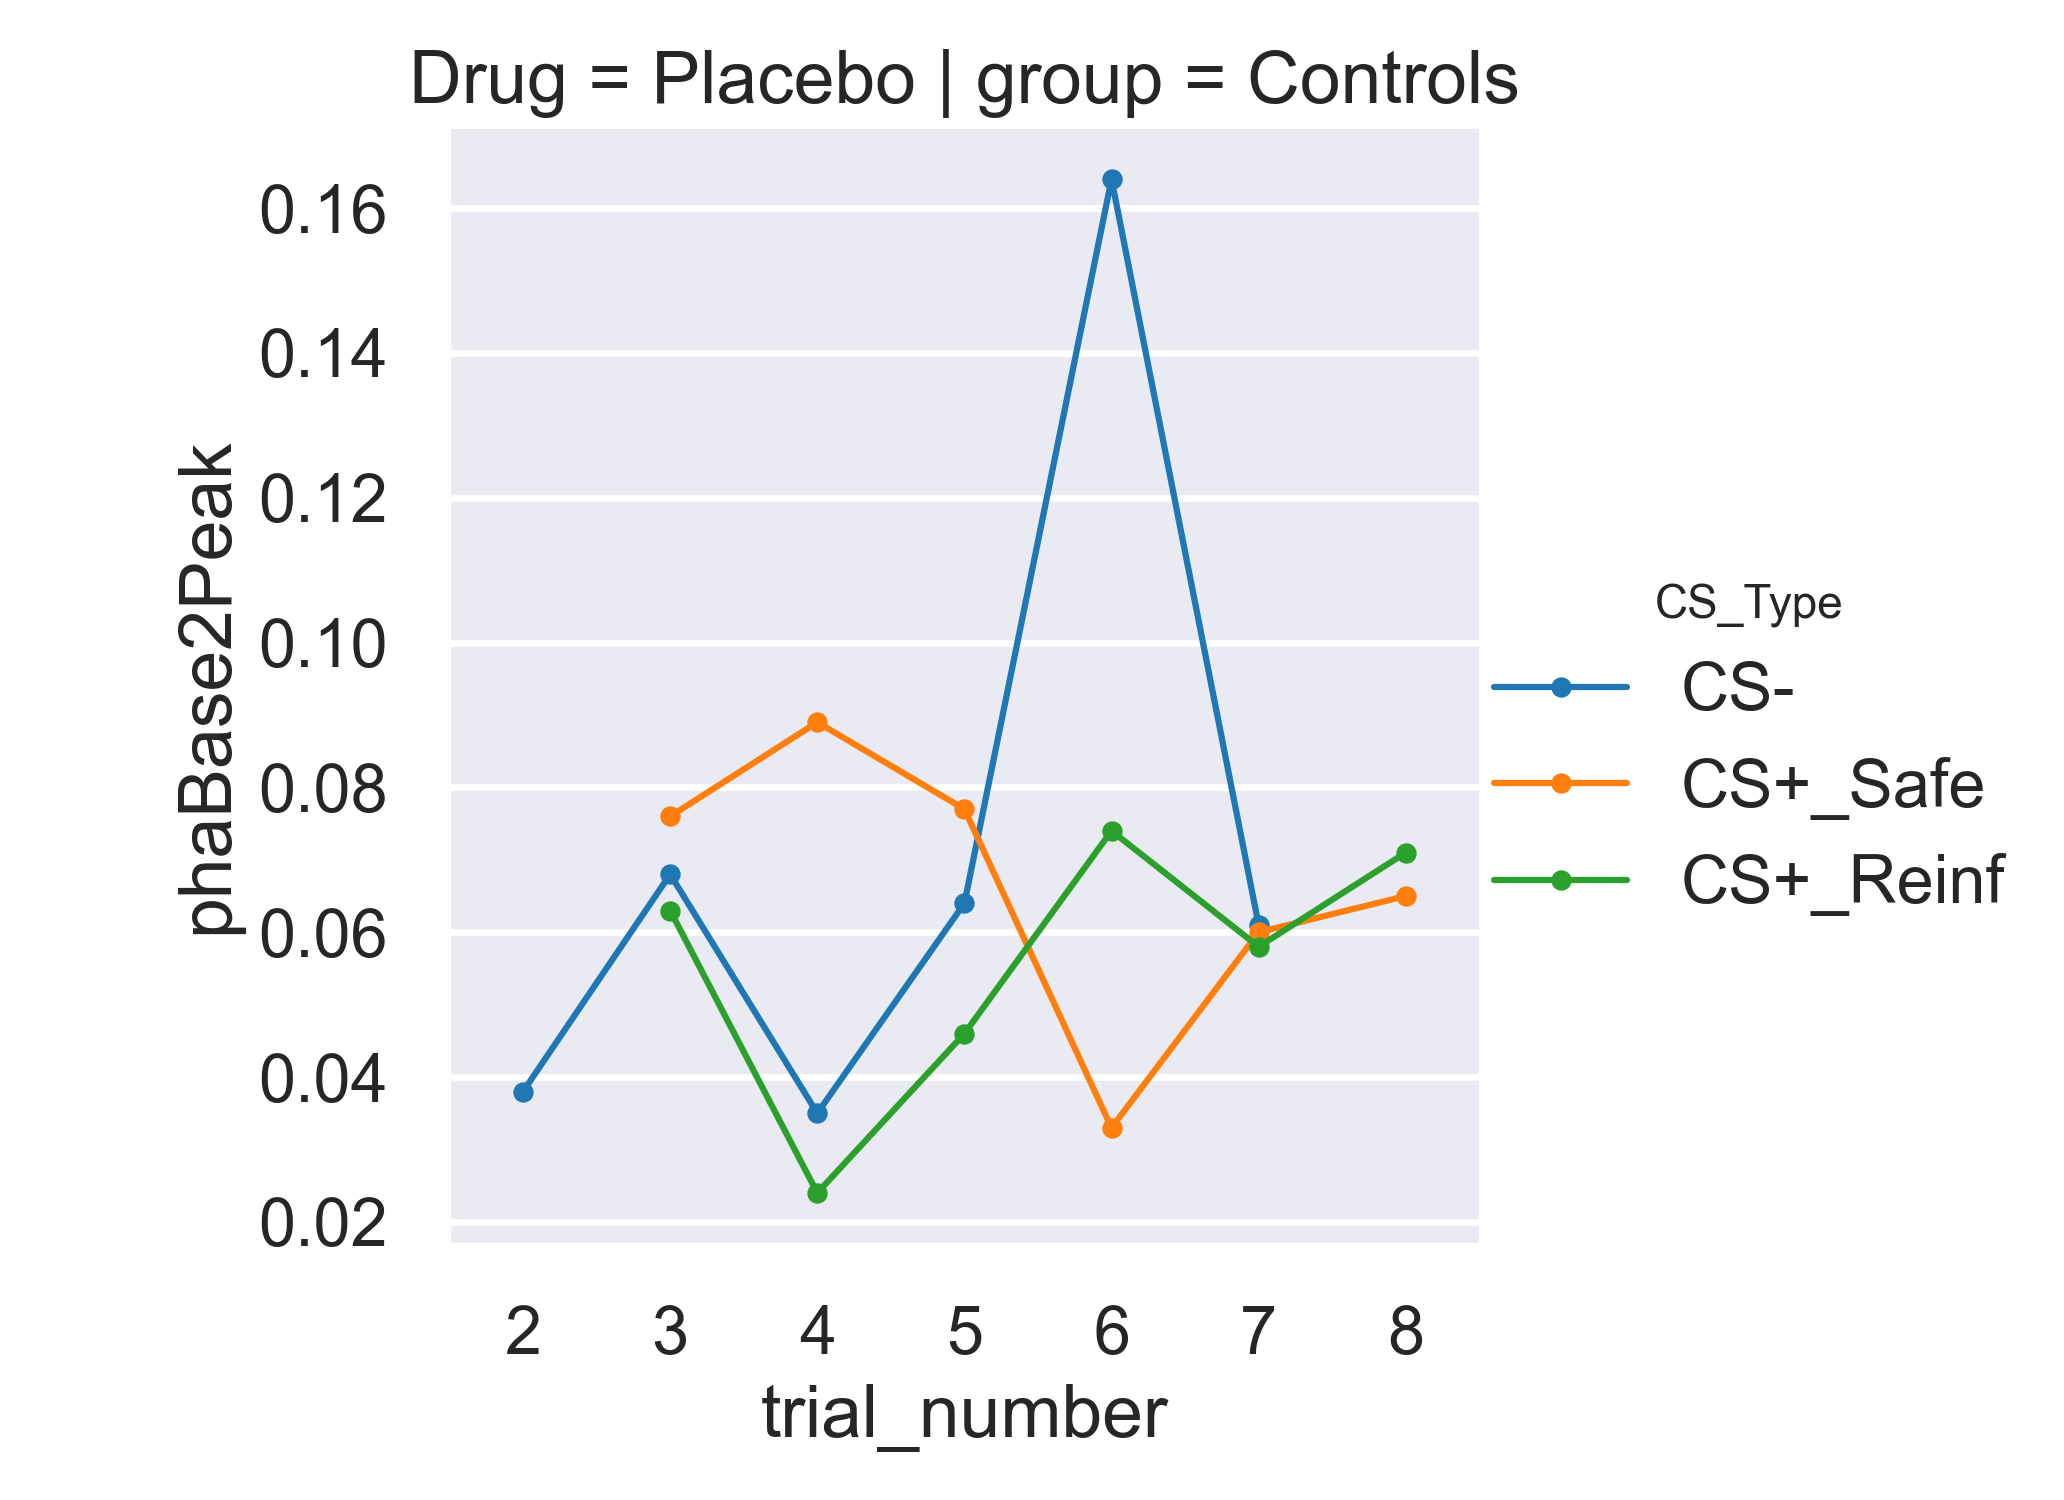 Drug = Placebo | group = Controls
0.16
0.14
0.12
0.10
0.08
0.06
0.04
0.02
phaBase2Peak
2 3 4 5 6 7 8
trial_number
CS_Type
CS-
CS+_Safe
CS+_Reinf